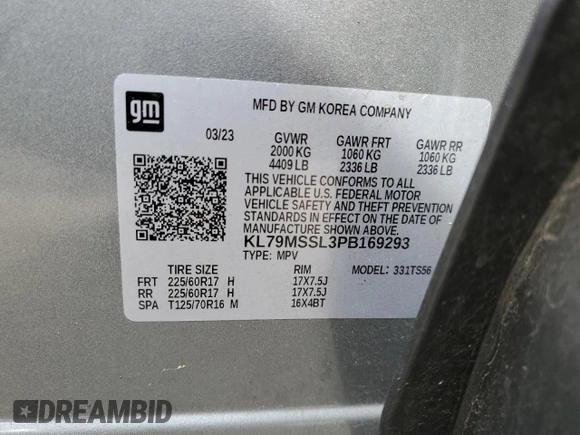 gm
MFD BY GM KOREA COMPANY
03/23 GVWR GAWR FRT GAWR RR
2000 KG 1060 KG 1060 KG
4409 LB 2336 LB 2336 LB
THIS VEHICLE CONFORMS TO ALL
APPLICABLE U.S. FEDERAL MOTOR
VEHICLE SAFETY AND THEFT PREVENTION
STANDARDS IN EFFECT ON THE DATE OF
MANUFACTURE SHOWN ABOVE.
KL79MSSL3PB169293
TYPE: MPV
TIRE SIZE RIM MODEL: 331TS56
FRT 225/60R17 H 17X7.5J
RR 225/60R17 H 17X7.5J
SPA T125/70R16 M 16X4BT
DREAMBID